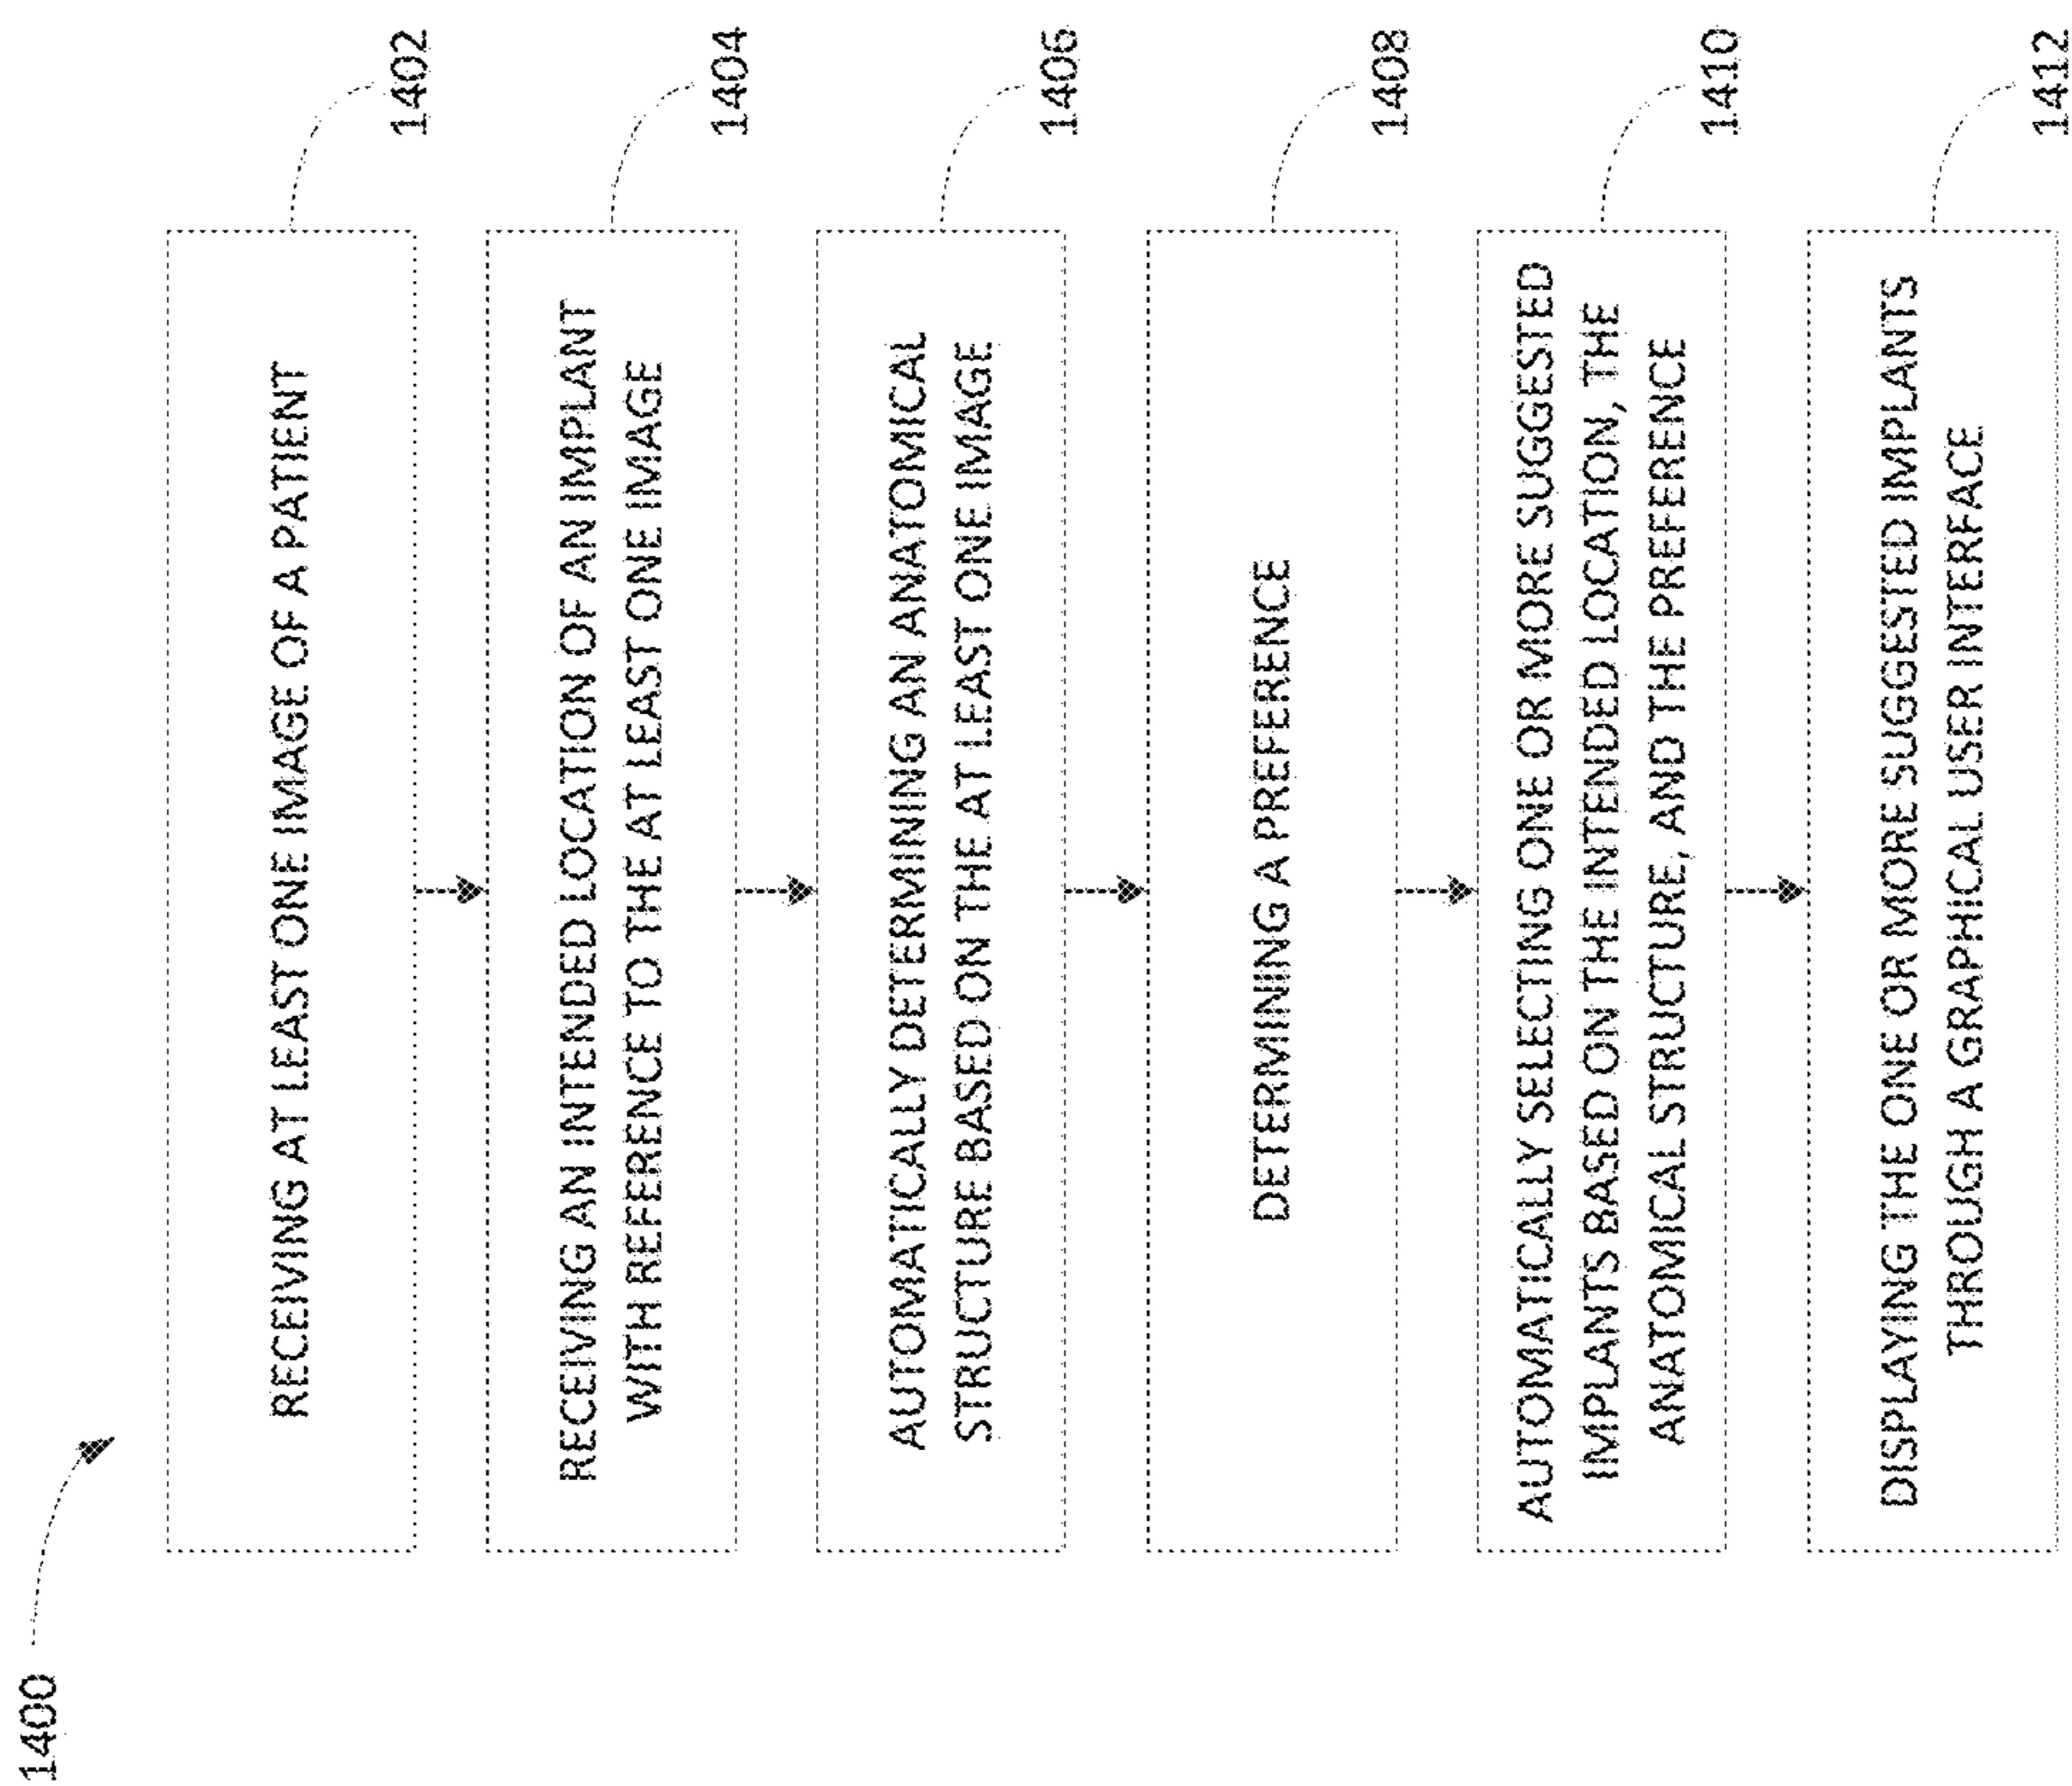 1400
RECEIVING AT LEAST ONE IMAGE OF A PATIENT
1402
RECEIVING AN INTENDED LOCATION OF AN IMPLANT
WITH REFERENCE TO THE AT LEAST ONE IMAGE
1404
AUTOMATICALLY DETERMINING AN ANATOMICAL
STRUCTURE BASED ON THE AT LEAST ONE IMAGE
1406
DETERMINING A PREFERENCE
1408
AUTOMATICALLY SELECTING ONE OR MORE SUGGESTED
IMPLANTS BASED ON THE INTENDED LOCATION, THE
ANATOMICAL STRUCTURE, AND THE PREFERENCE
1410
DISPLAYING THE ONE OR MORE SUGGESTED IMPLANTS
THROUGH A GRAPHICAL USER INTERFACE
1412